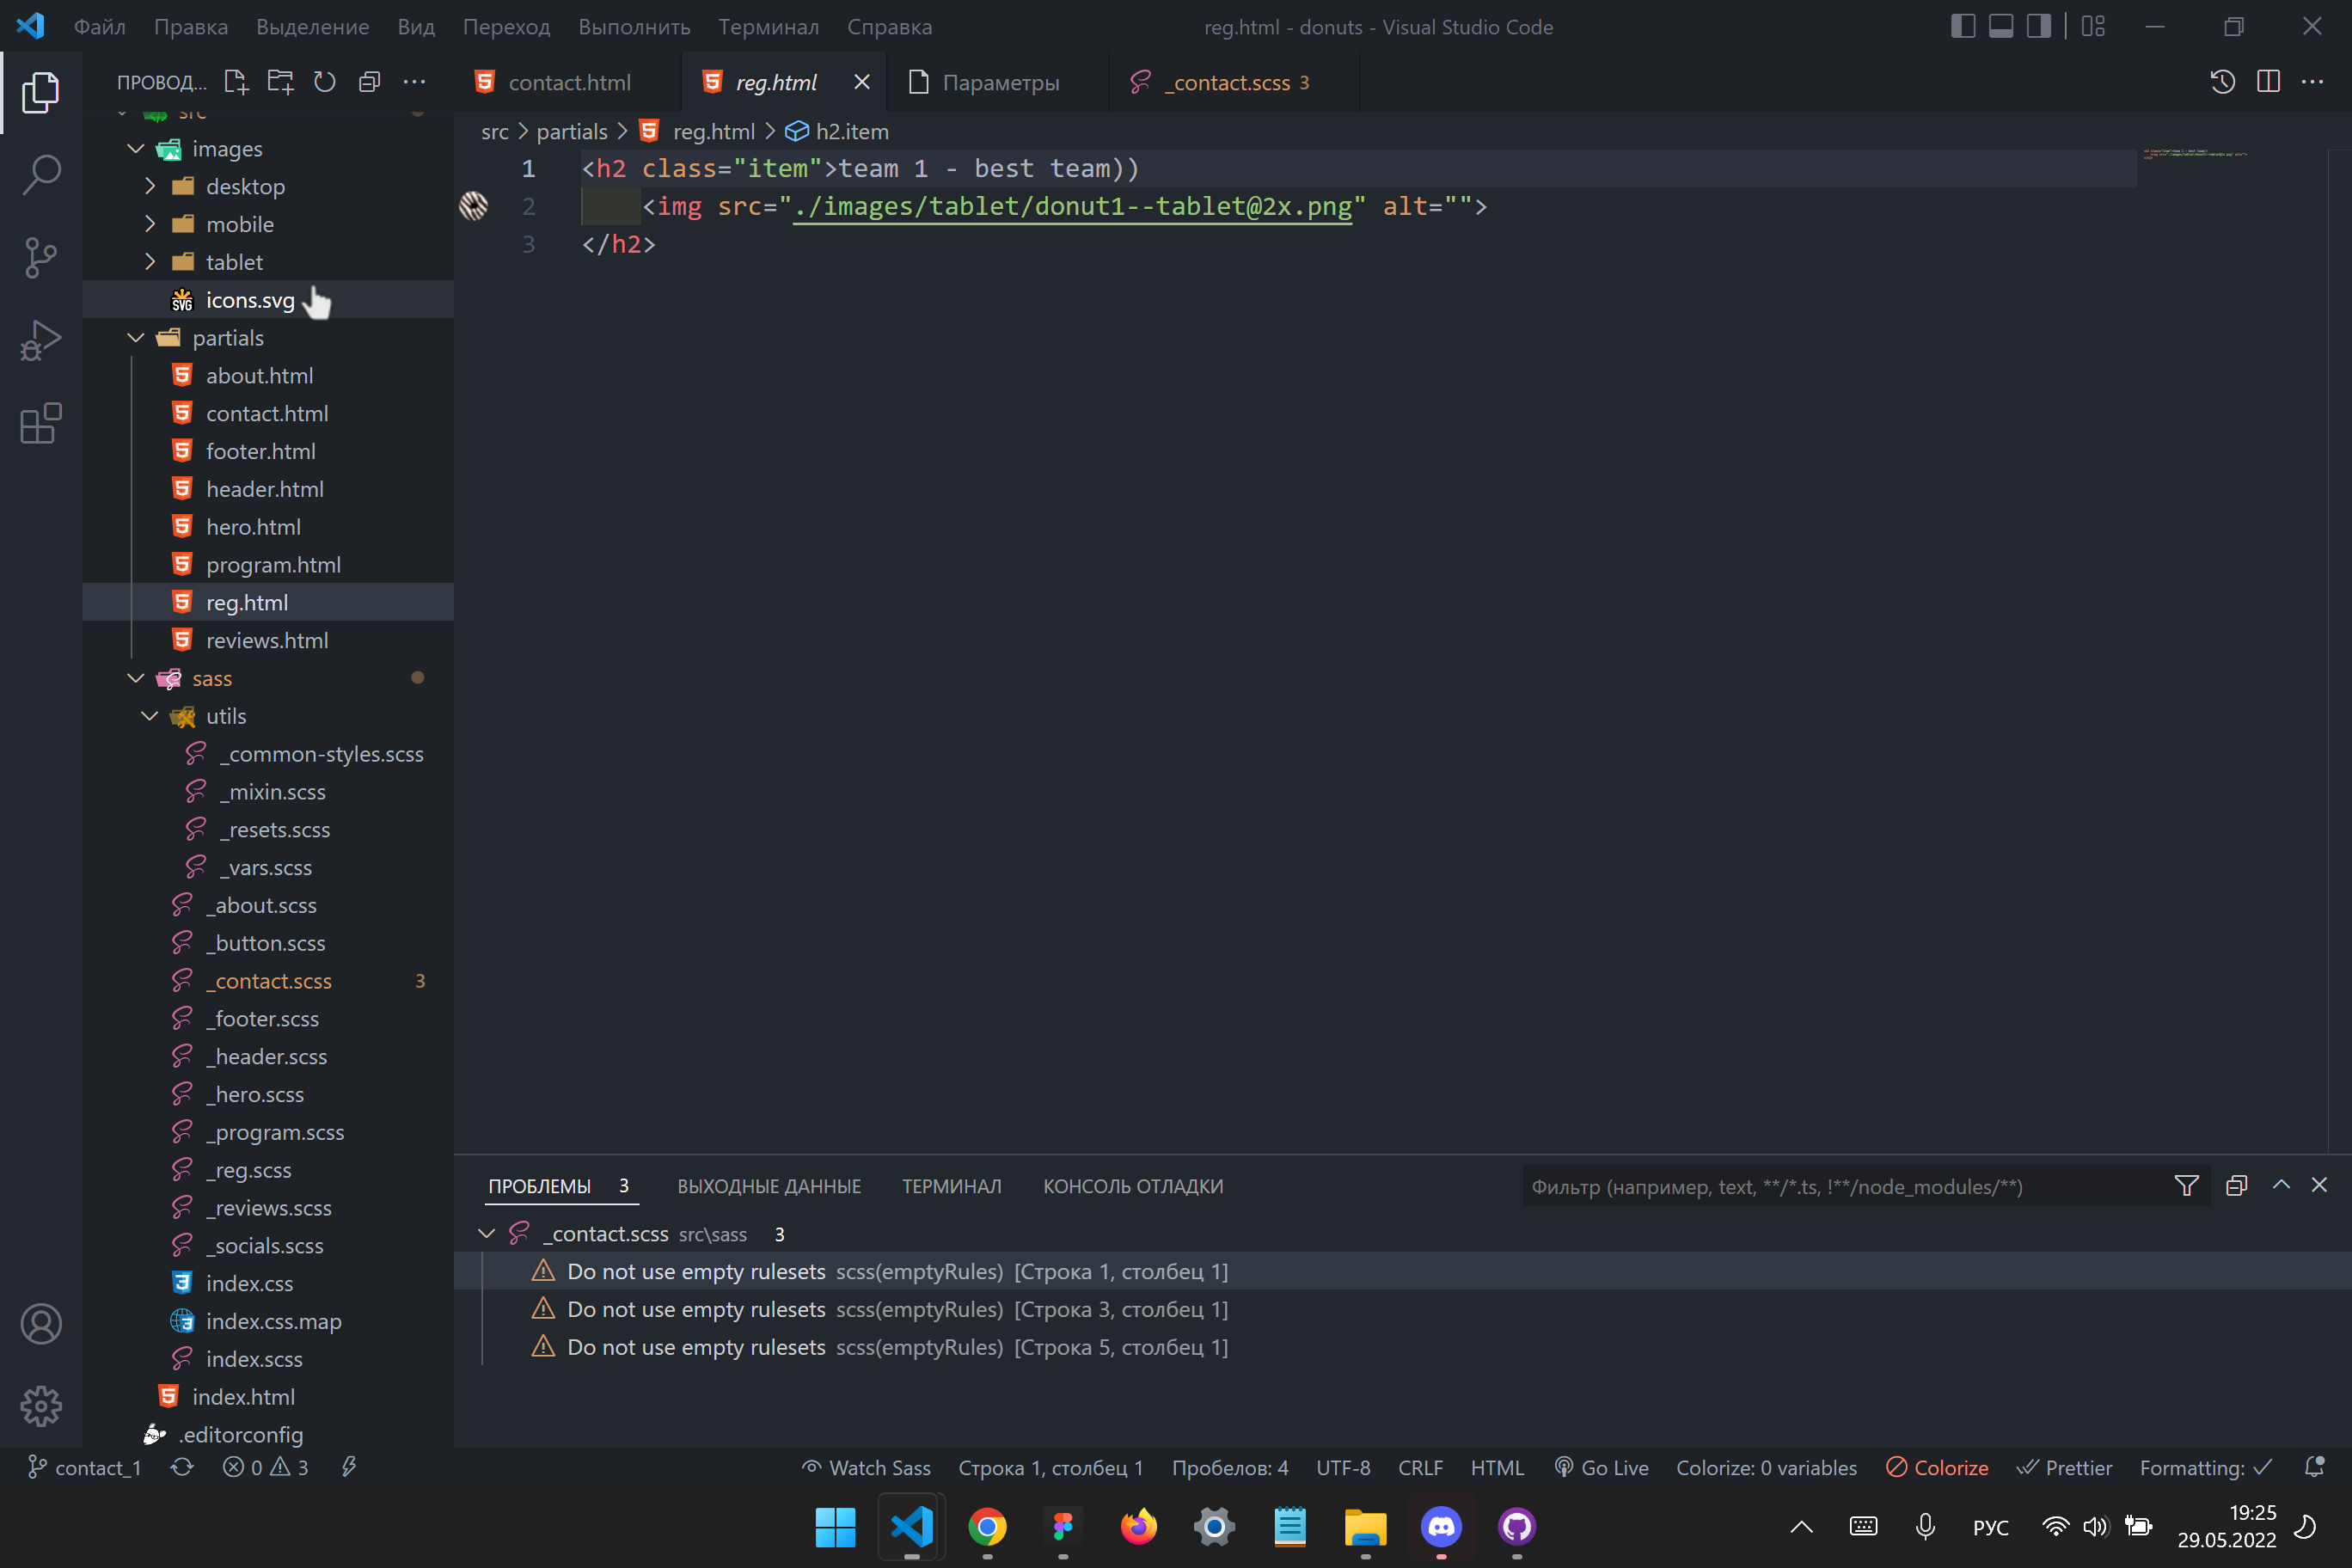 Файл Правка Выделение Вид Переход Выполнить Терминал Справка
reg.html - donuts - Visual Studio Code
ПРОВОД...
src
images
desktop
mobile
tablet
icons.svg
partials
about.html
contact.html
footer.html
header.html
hero.html
program.html
reg.html
reviews.html
sass
utils
_common-styles.scss
_mixin.scss
_resets.scss
_vars.scss
_about.scss
_button.scss
_contact.scss 3
_footer.scss
_header.scss
_hero.scss
_program.scss
_reg.scss
_reviews.scss
_socials.scss
index.css
index.css.map
index.scss
index.html
.editorconfig
contact.html
reg.html
Параметры
_contact.scss 3
src > partials > reg.html > h2.item
1 <h2 class="item">team 1 - best team))
2 <img src="./images/tablet/donut1--tablet@2x.png" alt="">
3 </h2>
ПРОБЛЕМЫ 3 ВЫХОДНЫЕ ДАННЫЕ ТЕРМИНАЛ КОНСОЛЬ ОТЛАДКИ
Фильтр (например, text, **/*.ts, !**/node_modules/**)
_contact.scss src\sass 3
Do not use empty rulesets scss(emptyRules) [Строка 1, столбец 1]
Do not use empty rulesets scss(emptyRules) [Строка 3, столбец 1]
Do not use empty rulesets scss(emptyRules) [Строка 5, столбец 1]
contact_1 0 3 Watch Sass Строка 1, столбец 1 Пробелов: 4 UTF-8 CRLF HTML Go Live Colorize: 0 variables Colorize Prettier Formatting: ✓
РУС
19:25
29.05.2022